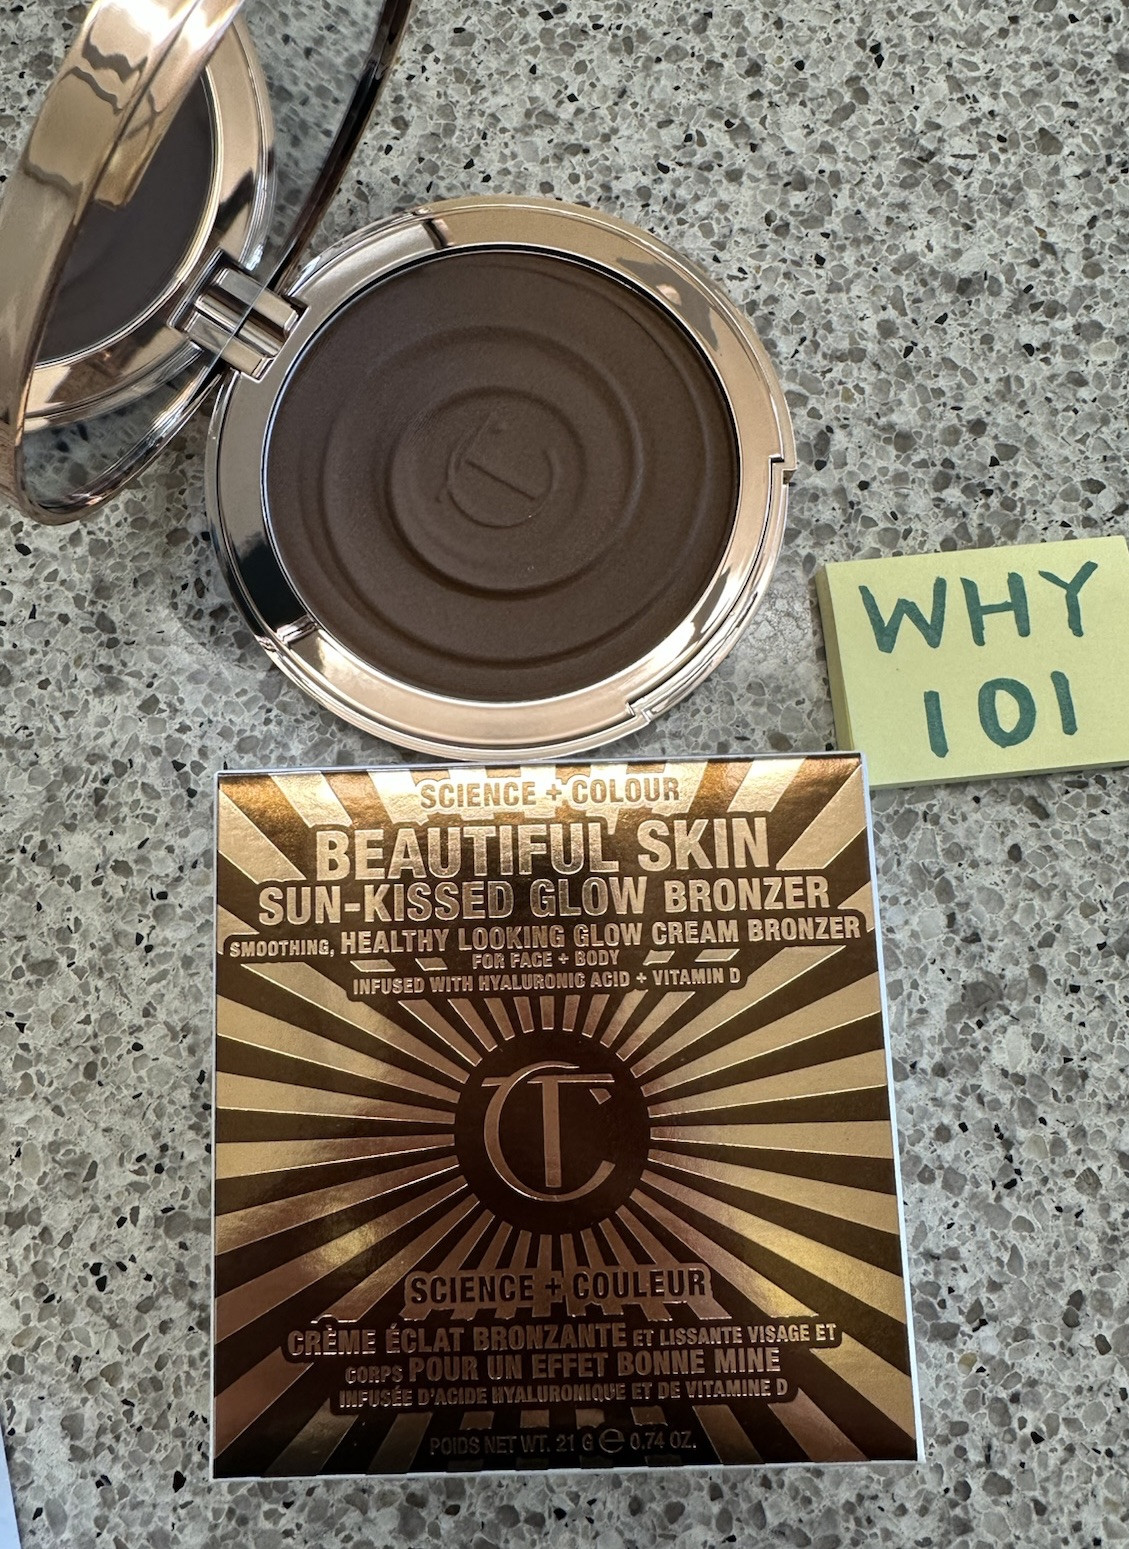 WHY
101
SCIENCE + COLOUR
BEAUTIFUL SKIN
SUN-KISSED GLOW BRONZER
SMOOTHING, HEALTHY LOOKING GLOW CREAM BRONZER
FOR FACE + BODY
INFUSED WITH HYALURONIC ACID + VITAMIN D
CT
SCIENCE + COULEUR
CRÈME ÉCLAT BRONZANTE ET LISSANTE VISAGE ET
CORPS POUR UN EFFET BONNE MINE
INFUSÉE D'ACIDE HYALURONIQUE ET DE VITAMINE D
POIDS NET WT. 21 G ℮ 0.74 OZ.